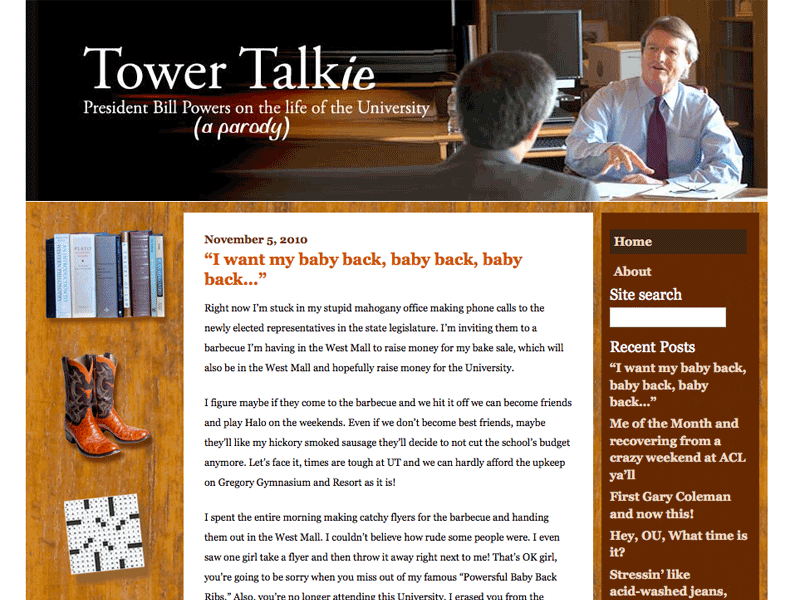 Tower Talkie
President Bill Powers on the life of the University
(a parody)
PLATO
November 5, 2010
“I want my baby back, baby back, baby
back...”
Right now I’m stuck in my stupid mahogany office making phone calls to the
newly elected representatives in the state legislature. I’m inviting them to a
barbecue I’m having in the West Mall to raise money for my bake sale, which will
also be in the West Mall and hopefully raise money for the University.
I figure maybe if they come to the barbecue and we hit it off we can become friends
and play Halo on the weekends. Even if we don’t become best friends, maybe
they’ll like my hickory smoked sausage they’ll decide to not cut the school’s budget
anymore. Let’s face it, times are tough at UT and we can hardly afford the upkeep
on Gregory Gymnasium and Resort as it is!
I spent the entire morning making catchy flyers for the barbecue and handing
them out in the West Mall. I couldn’t believe how rude some people were. I even
saw one girl take a flyer and then throw it away right next to me! That’s OK girl,
you’re going to be sorry when you miss out of my famous “Powersful Baby Back
Ribs.” Also, you’re no longer attending this University. I erased you from the
Home
About
Site search
Recent Posts
“I want my baby back,
baby back, baby
back...”
Me of the Month and
recovering from a
crazy weekend at ACL
ya’ll
First Gary Coleman
and now this!
Hey, OU, What time is
it?
Stressin’ like
acid-washed jeans,